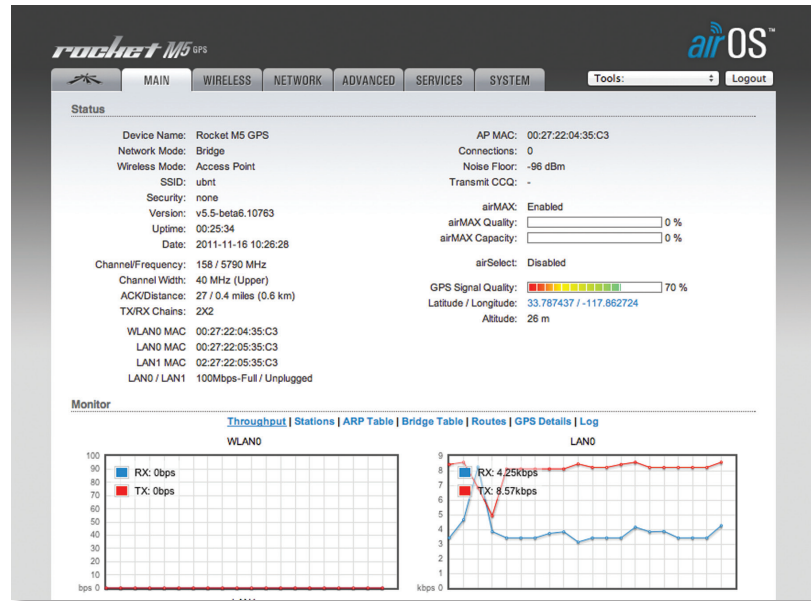 rocket M5 GPS
airOS™
MAIN
WIRELESS
NETWORK
ADVANCED
SERVICES
SYSTEM
Tools:
Logout
Status
Device Name: Rocket M5 GPS
Network Mode: Bridge
Wireless Mode: Access Point
SSID: ubnt
Security: none
Version: v5.5-beta6.10763
Uptime: 00:25:34
Date: 2011-11-16 10:26:28
Channel/Frequency: 158 / 5790 MHz
Channel Width: 40 MHz (Upper)
ACK/Distance: 27 / 0.4 miles (0.6 km)
TX/RX Chains: 2X2
WLAN0 MAC 00:27:22:04:35:C3
LAN0 MAC 00:27:22:05:35:C3
LAN1 MAC 02:27:22:05:35:C3
LAN0 / LAN1 100Mbps-Full / Unplugged
AP MAC: 00:27:22:04:35:C3
Connections: 0
Noise Floor: -96 dBm
Transmit CCQ: -
airMAX: Enabled
airMAX Quality: 0 %
airMAX Capacity: 0 %
airSelect: Disabled
GPS Signal Quality: 70 %
Latitude / Longitude: 33.787437 / -117.862724
Altitude: 26 m
Monitor
Throughput | Stations | ARP Table | Bridge Table | Routes | GPS Details | Log
WLAN0
100
90
80
70
60
50
40
30
20
10
bps 0
RX: 0bps
TX: 0bps
LAN0
9
8
7
6
5
4
3
2
1
kbps 0
RX: 4.25kbps
TX: 8.57kbps